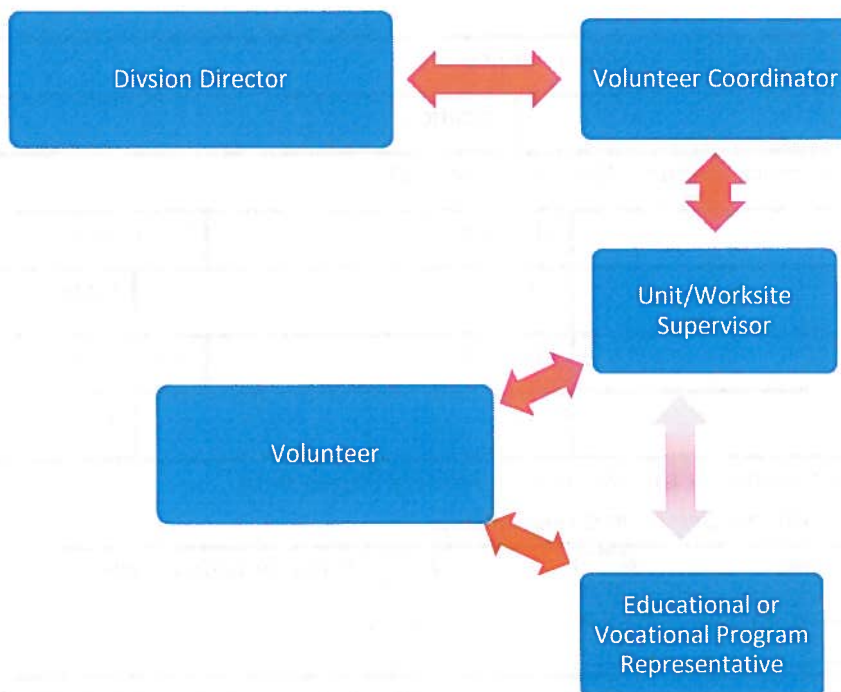 Divsion Director
Volunteer Coordinator
Unit/Worksite
Supervisor
Volunteer
Educational or
Vocational Program
Representative